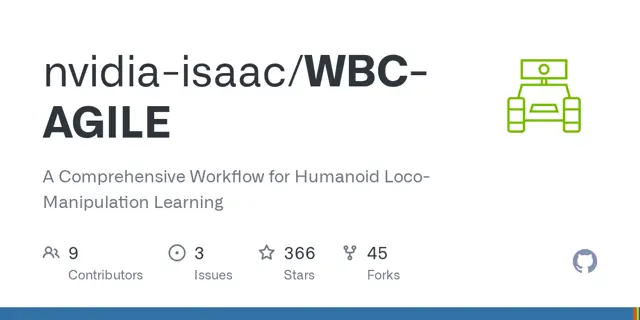 nvidia-isaac/WBC-
AGILE
A Comprehensive Workflow for Humanoid Loco-
Manipulation Learning
9 3 366 45
Contributors Issues Stars Forks